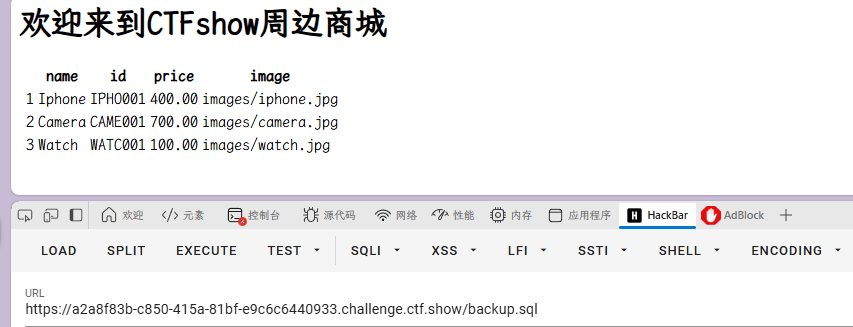 欢迎来到CTFshow周边商城
name id price image
1 Iphone IPHO001 400.00 images/iphone.jpg
2 Camera CAME001 700.00 images/camera.jpg
3 Watch WATC001 100.00 images/watch.jpg
欢迎 元素 控制台 源代码 网络 性能 内存 应用程序 H HackBar AdBlock
LOAD SPLIT EXECUTE TEST SQLI XSS LFI SSTI SHELL ENCODING
URL
https://a2a8f83b-c850-415a-81bf-e9c6c6440933.challenge.ctf.show/backup.sql